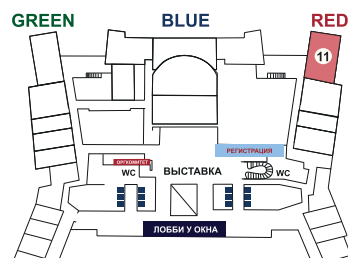 GREEN BLUE RED
11
РЕГИСТРАЦИЯ
ОРГКОМИТЕТ
WC ВЫСТАВКА WC
ЛОББИ У ОКНА